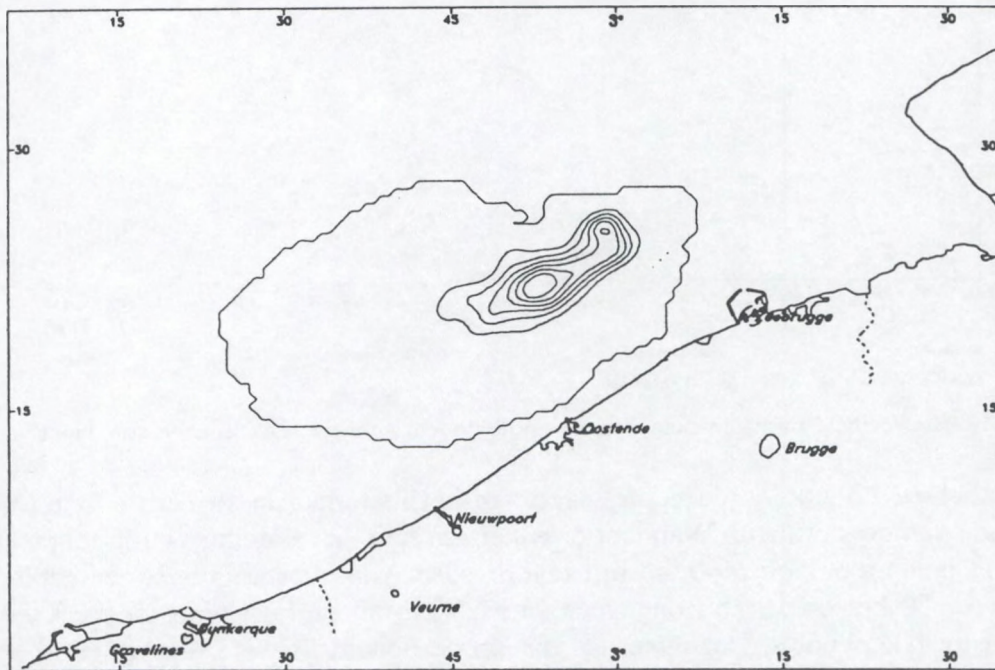 15 30 45 3° 15 30
30 30
Zeebrugge
15 15
Oostende
Brugge
Nieuwpoort
Veurne
Dunkerque
Gravelines
15 30 45 3° 15 30